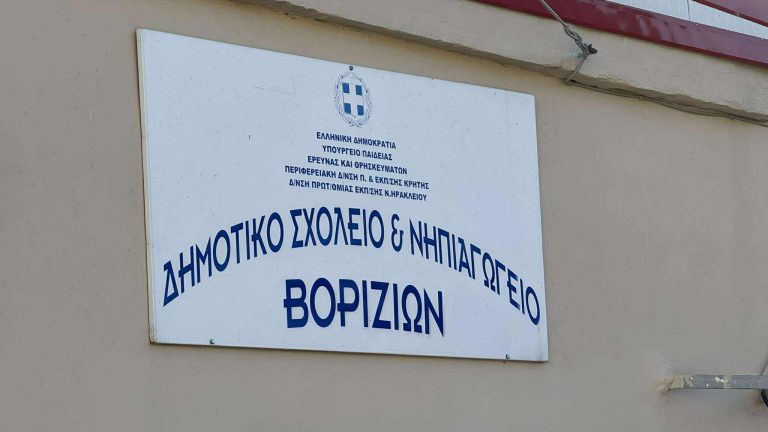 ΕΛΛΗΝΙΚΗ ΔΗΜΟΚΡΑΤΙΑ
ΥΠΟΥΡΓΕΙΟ ΠΑΙΔΕΙΑΣ
ΕΡΕΥΝΑΣ ΚΑΙ ΘΡΗΣΚΕΥΜΑΤΩΝ
ΠΕΡΙΦΕΡΕΙΑΚΗ Δ/ΝΣΗ Π. & ΕΚΠ/ΣΗΣ ΚΡΗΤΗΣ
Δ/ΝΣΗ ΠΡΩΤ/ΘΜΙΑΣ ΕΚΠ/ΣΗΣ Ν.ΗΡΑΚΛΕΙΟΥ
ΔΗΜΟΤΙΚΟ ΣΧΟΛΕΙΟ & ΝΗΠΙΑΓΩΓΕΙΟ
ΒΟΡΙΖΙΩΝ